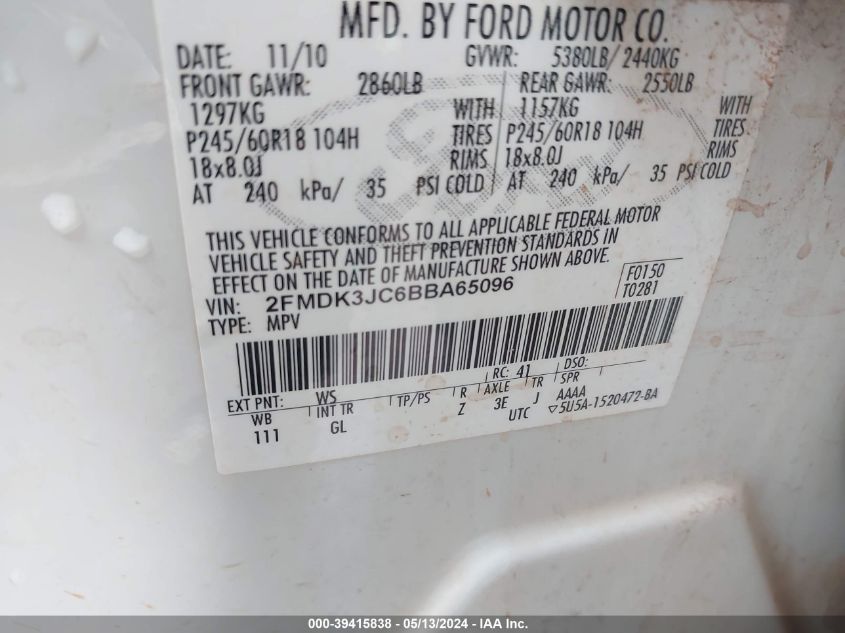 MFD. BY FORD MOTOR CO.
DATE: 11/10 GVWR: 5380LB/ 2440KG
FRONT GAWR: 2860LB REAR GAWR: 2550LB
1297KG WITH 1157KG WITH
P245/60R18 104H TIRES P245/60R18 104H TIRES
18x8.0J RIMS 18x8.0J RIMS
AT 240 kPa/ 35 PSI COLD AT 240 kPa/ 35 PSI COLD
THIS VEHICLE CONFORMS TO ALL APPLICABLE FEDERAL MOTOR
VEHICLE SAFETY AND THEFT PREVENTION STANDARDS IN
EFFECT ON THE DATE OF MANUFACTURE SHOWN ABOVE.
VIN: 2FMDK3JC6BBA65096 F0150
TYPE: MPV T0281
EXT PNT: WS RC: 41 DSO:
WB INT TR TP/PS R AXLE TR SPR
111 GL Z 3E J AAAA
UTC ▽5U5A-1520472-BA
000-39415838 - 05/13/2024 - IAA Inc.